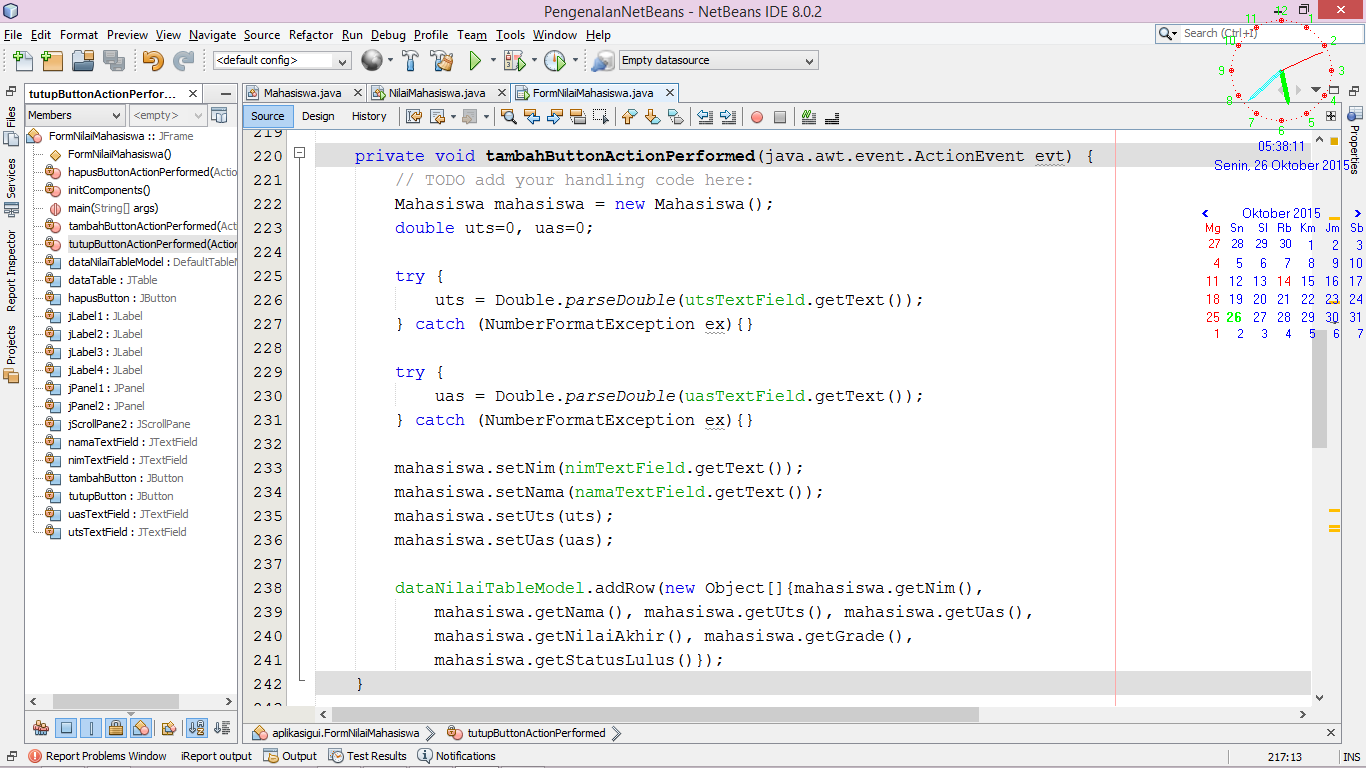 PengenalanNetBeans - NetBeans IDE 8.0.2
File Edit Format Preview View Navigate Source Refactor Run Debug Profile Team Tools Window Help
Search (Ctrl+I)
<default config>
Empty datasource
tutupButtonActionPerfor...
Members
<empty>
FormNilaiMahasiswa :: JFrame
FormNilaiMahasiswa()
hapusButtonActionPerformed(Actio
initComponents()
main(String[] args)
tambahButtonActionPerformed(Act
tutupButtonActionPerformed(Action
dataNilaiTableModel : DefaultTableM
dataTable : JTable
hapusButton : JButton
jLabel1 : JLabel
jLabel2 : JLabel
jLabel3 : JLabel
jLabel4 : JLabel
jPanel1 : JPanel
jPanel2 : JPanel
jScrollPane2 : JScrollPane
namaTextField : JTextField
nimTextField : JTextField
tambahButton : JButton
tutupButton : JButton
uasTextField : JTextField
utsTextField : JTextField
Files
Services
Report Inspector
Projects
Mahasiswa.java
NilaiMahasiswa.java
FormNilaiMahasiswa.java
Source Design History
219
220 private void tambahButtonActionPerformed(java.awt.event.ActionEvent evt) {
221 // TODO add your handling code here:
222 Mahasiswa mahasiswa = new Mahasiswa();
223 double uts=0, uas=0;
224
225 try {
226 uts = Double.parseDouble(utsTextField.getText());
227 } catch (NumberFormatException ex){}
228
229 try {
230 uas = Double.parseDouble(uasTextField.getText());
231 } catch (NumberFormatException ex){}
232
233 mahasiswa.setNim(nimTextField.getText());
234 mahasiswa.setNama(namaTextField.getText());
235 mahasiswa.setUts(uts);
236 mahasiswa.setUas(uas);
237
238 dataNilaiTableModel.addRow(new Object[]{mahasiswa.getNim(),
239 mahasiswa.getNama(), mahasiswa.getUts(), mahasiswa.getUas(),
240 mahasiswa.getNilaiAkhir(), mahasiswa.getGrade(),
241 mahasiswa.getStatusLulus()});
242 }
12 1 2 3 4 5 6 7 8 9 10 11
05:38:11
Senin, 26 Oktober 2015
Properties
Oktober 2015
Mg Sn Sl Rb Km Jm Sb
27 28 29 30 1 2 3
4 5 6 7 8 9 10
11 12 13 14 15 16 17
18 19 20 21 22 23 24
25 26 27 28 29 30 31
1 2 3 4 5 6 7
aplikasigui.FormNilaiMahasiswa
tutupButtonActionPerformed
Report Problems Window iReport output Output Test Results Notifications
217:13 INS